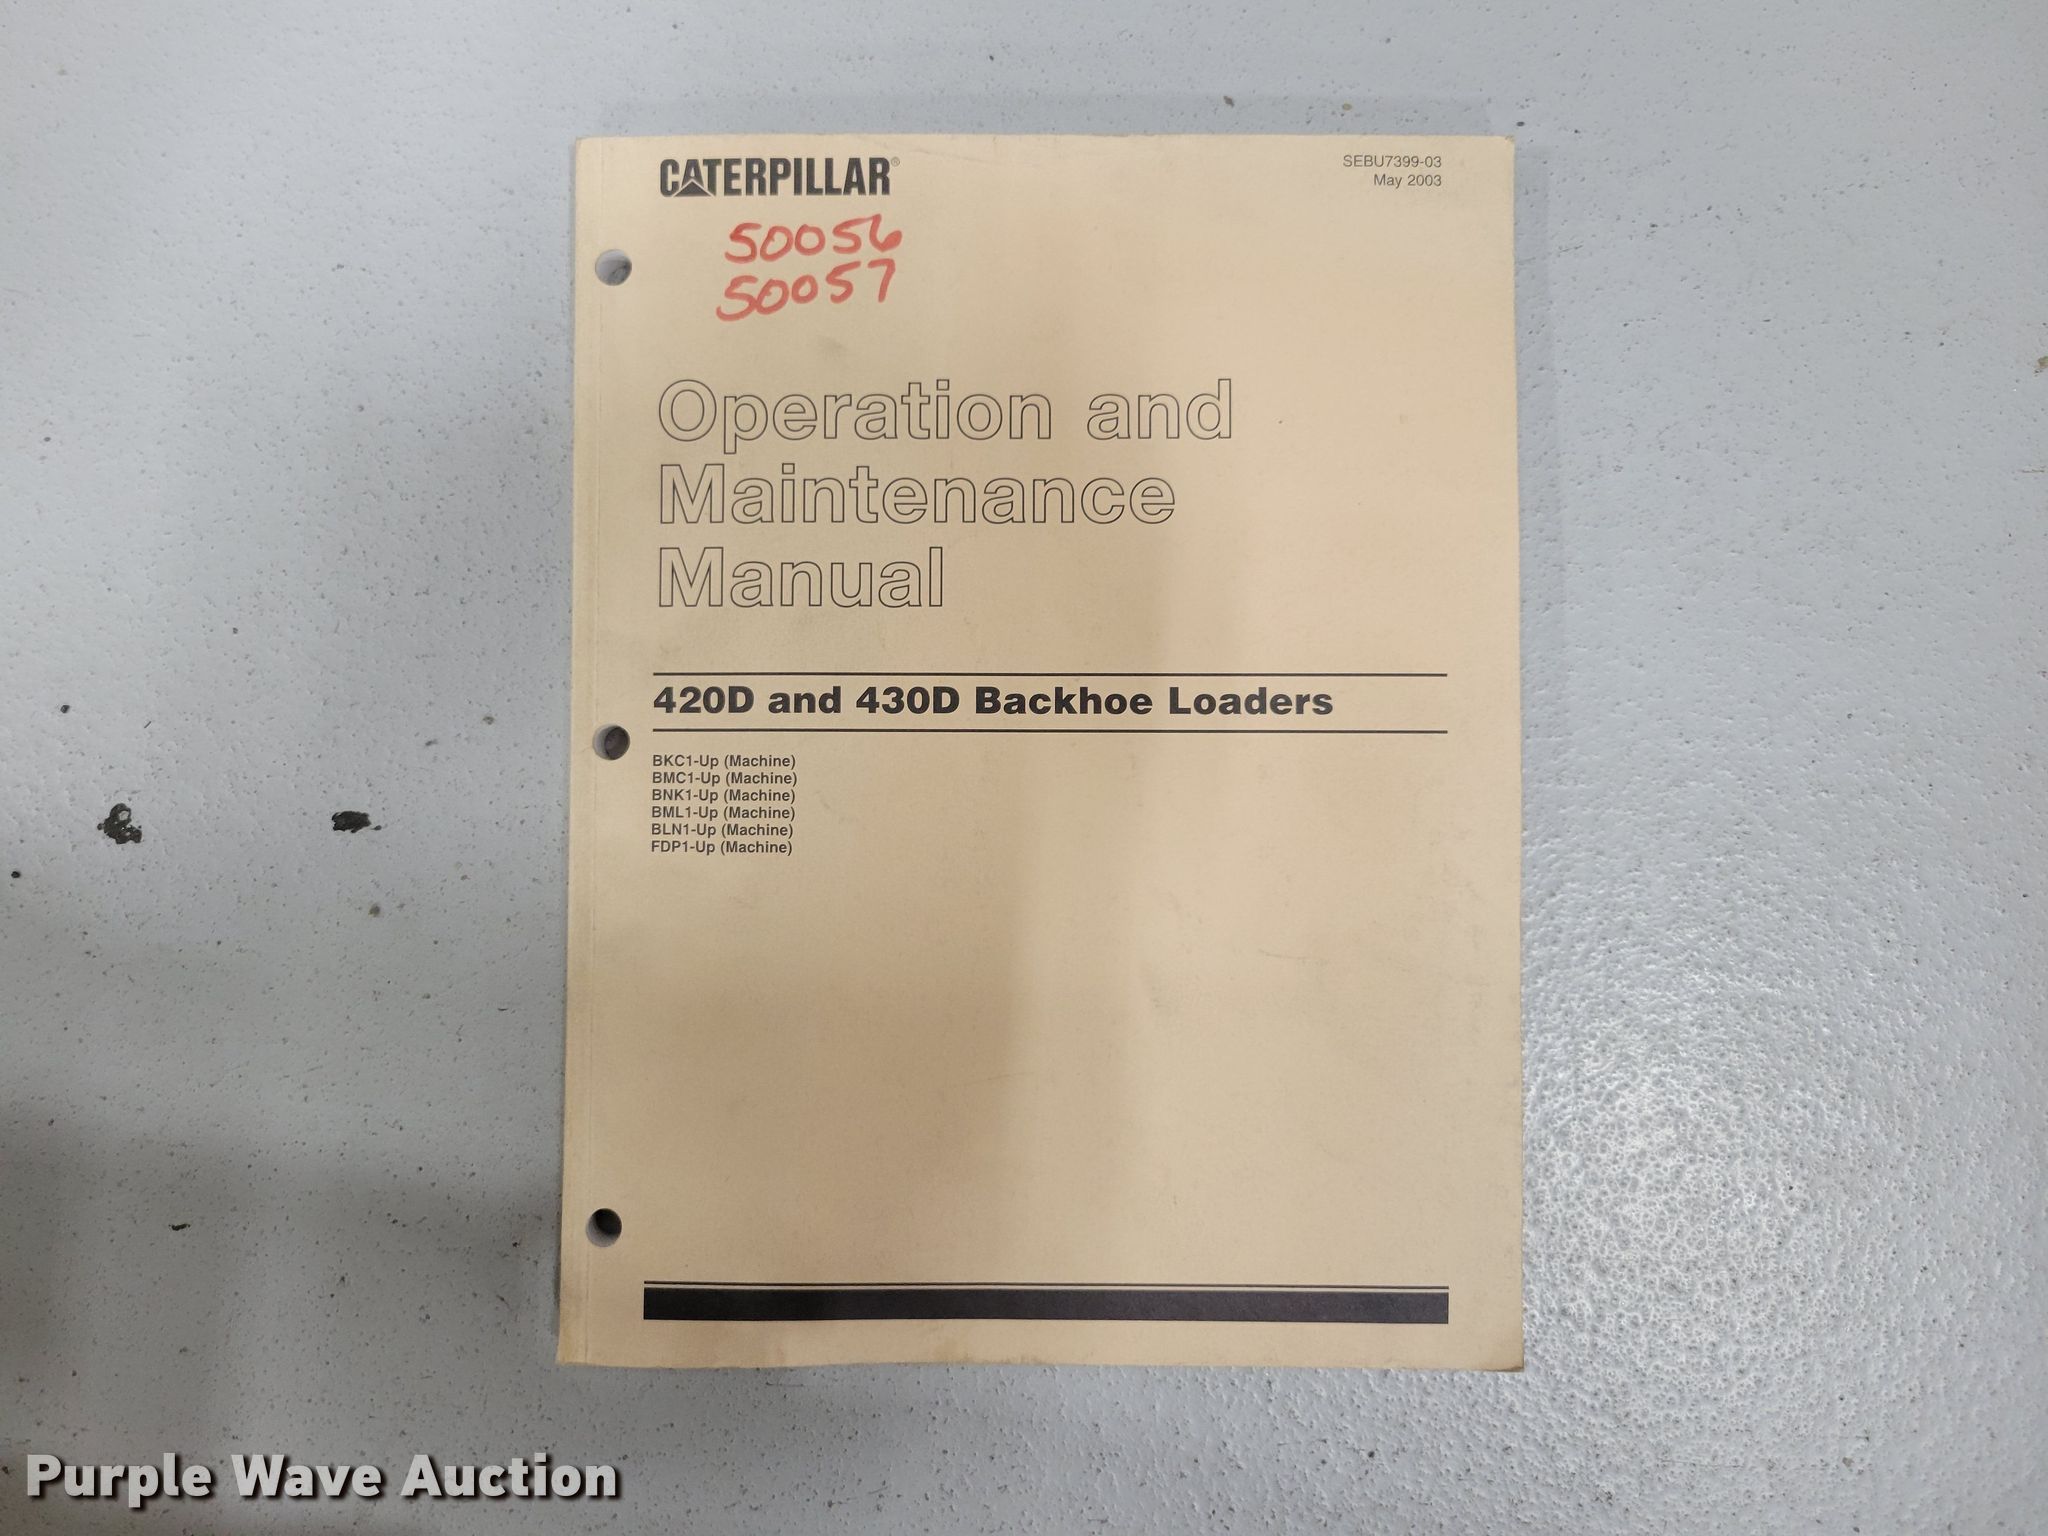 CATERPILLAR®
SEBU7399-03
May 2003
50056
50057
Operation and
Maintenance
Manual
420D and 430D Backhoe Loaders
BKC1-Up (Machine)
BMC1-Up (Machine)
BNK1-Up (Machine)
BML1-Up (Machine)
BLN1-Up (Machine)
FDP1-Up (Machine)
Purple Wave Auction